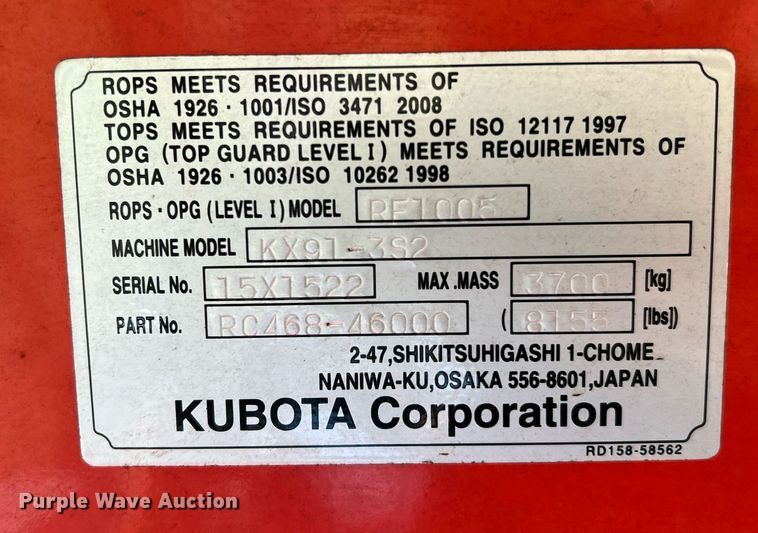 ROPS MEETS REQUIREMENTS OF
OSHA 1926・1001/ISO 3471 2008
TOPS MEETS REQUIREMENTS OF ISO 12117 1997
OPG (TOP GUARD LEVEL I) MEETS REQUIREMENTS OF
OSHA 1926・1003/ISO 10262 1998
ROPS・OPG (LEVEL I) MODEL RF1005
MACHINE MODEL KX91-3S2
SERIAL No. 15X1522 MAX.MASS 3700 [kg]
PART No. RC468-46000 ( 8155 [lbs])
2-47,SHIKITSUHIGASHI 1-CHOME
NANIWA-KU,OSAKA 556-8601,JAPAN
KUBOTA Corporation
RD158-58562
Purple Wave Auction